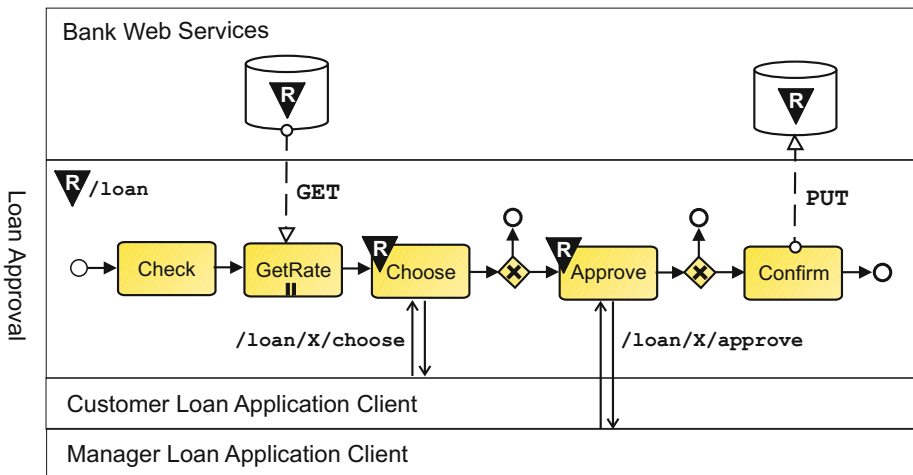 Bank Web Services
R
R
R /loan
GET
PUT
Loan Approval
Check
GetRate
R
Choose
R
Approve
Confirm
/loan/X/choose
/loan/X/approve
Customer Loan Application Client
Manager Loan Application Client